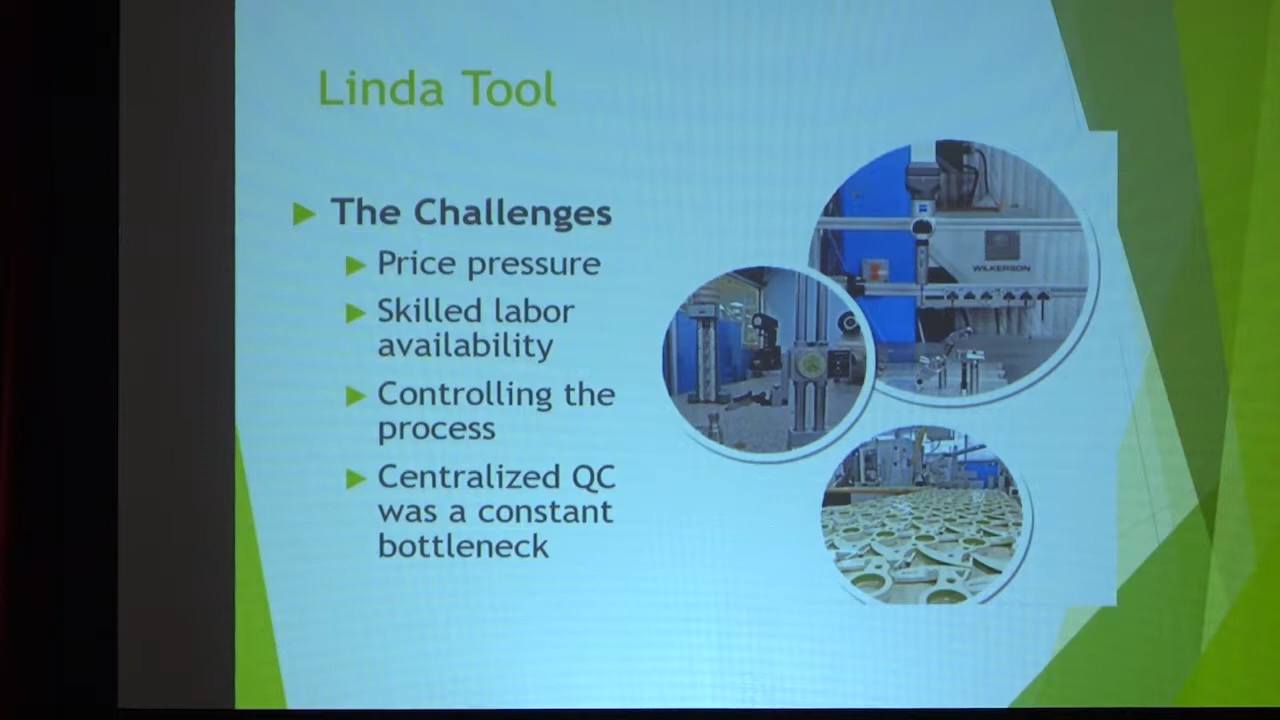 Linda Tool
The Challenges
Price pressure
Skilled labor
availability
Controlling the
process
Centralized QC
was a constant
bottleneck
WILKERSON